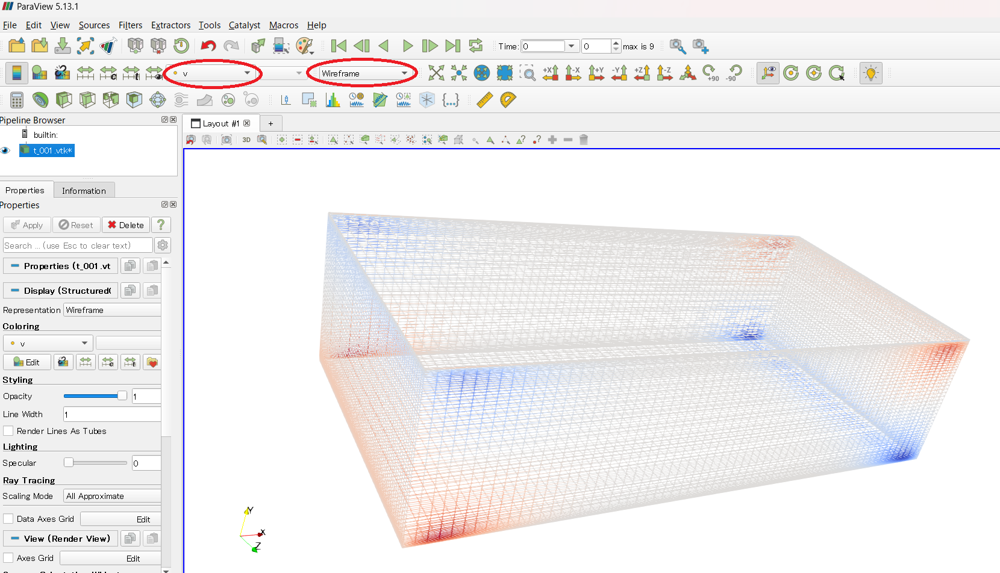 ParaView 5.13.1
File Edit View Sources Filters Extractors Tools Catalyst Macros Help
Time: 0 0 max is 9
v Wireframe +X -X +Y -Y +Z -Z +90 -90
Pipeline Browser
Layout #1 +
builtin:
3D
t_001.vtk*
Properties Information
Properties
Apply Reset Delete ?
Search ... (use Esc to clear text)
Properties (t_001.vt
Display (Structured(
Representation Wireframe
Coloring
v
Edit
Styling
Opacity 1
Line Width 1
Render Lines As Tubes
Lighting
Specular 0
Ray Tracing
Scaling Mode All Approximate
Data Axes Grid Edit
View (Render View)
Axes Grid Edit
Y
X
Z